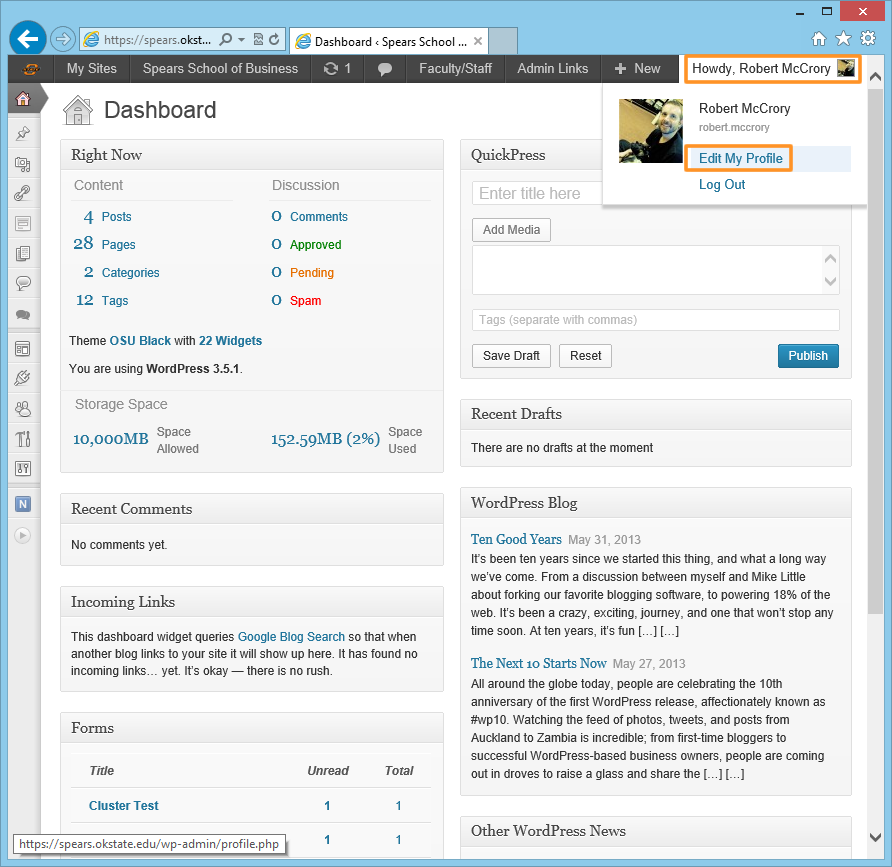 https://spears.okst...
Dashboard ‹ Spears School ...
My Sites
Spears School of Business
1
Faculty/Staff
Admin Links
+ New
Howdy, Robert McCrory
Robert McCrory
robert.mccrory
Edit My Profile
Log Out
Dashboard
Right Now
Content
Discussion
4 Posts
0 Comments
28 Pages
0 Approved
2 Categories
0 Pending
12 Tags
0 Spam
Theme OSU Black with 22 Widgets
You are using WordPress 3.5.1.
Storage Space
10,000MB Space Allowed
152.59MB (2%) Space Used
Recent Comments
No comments yet.
Incoming Links
This dashboard widget queries Google Blog Search so that when
another blog links to your site it will show up here. It has found no
incoming links… yet. It's okay — there is no rush.
Forms
Title Unread Total
Cluster Test 1 1
1 1
N
https://spears.okstate.edu/wp-admin/profile.php
QuickPress
Enter title here
Add Media
Tags (separate with commas)
Save Draft
Reset
Publish
Recent Drafts
There are no drafts at the moment
WordPress Blog
Ten Good Years May 31, 2013
It's been ten years since we started this thing, and what a long way
we've come. From a discussion between myself and Mike Little
about forking our favorite blogging software, to powering 18% of the
web. It's been a crazy, exciting, journey, and one that won't stop any
time soon. At ten years, it's fun […] […]
The Next 10 Starts Now May 27, 2013
All around the globe today, people are celebrating the 10th
anniversary of the first WordPress release, affectionately known as
#wp10. Watching the feed of photos, tweets, and posts from
Auckland to Zambia is incredible; from first-time bloggers to
successful WordPress-based business owners, people are coming
out in droves to raise a glass and share the […] […]
Other WordPress News